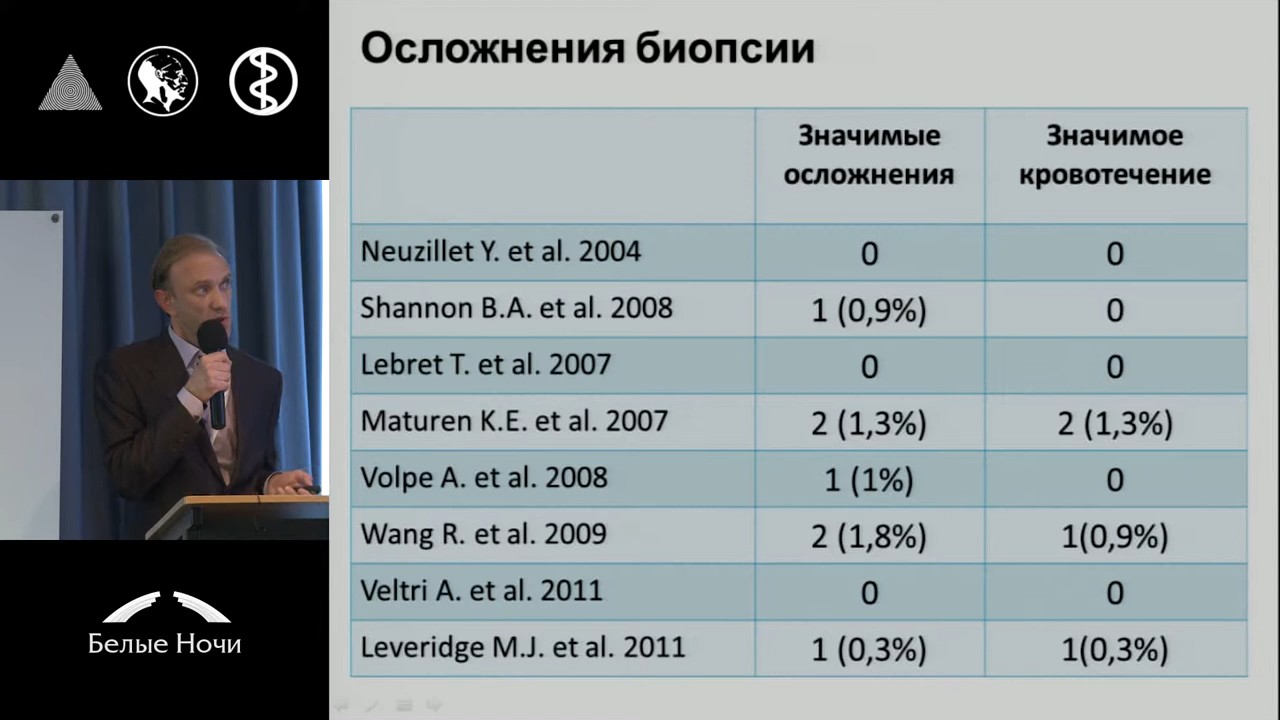 Осложнения биопсии
Значимые осложнения
Значимое кровотечение
Neuzillet Y. et al. 2004 0 0
Shannon B.A. et al. 2008 1 (0,9%) 0
Lebret T. et al. 2007 0 0
Maturen K.E. et al. 2007 2 (1,3%) 2 (1,3%)
Volpe A. et al. 2008 1 (1%) 0
Wang R. et al. 2009 2 (1,8%) 1(0,9%)
Veltri A. et al. 2011 0 0
Leveridge M.J. et al. 2011 1 (0,3%) 1(0,3%)
Белые Ночи